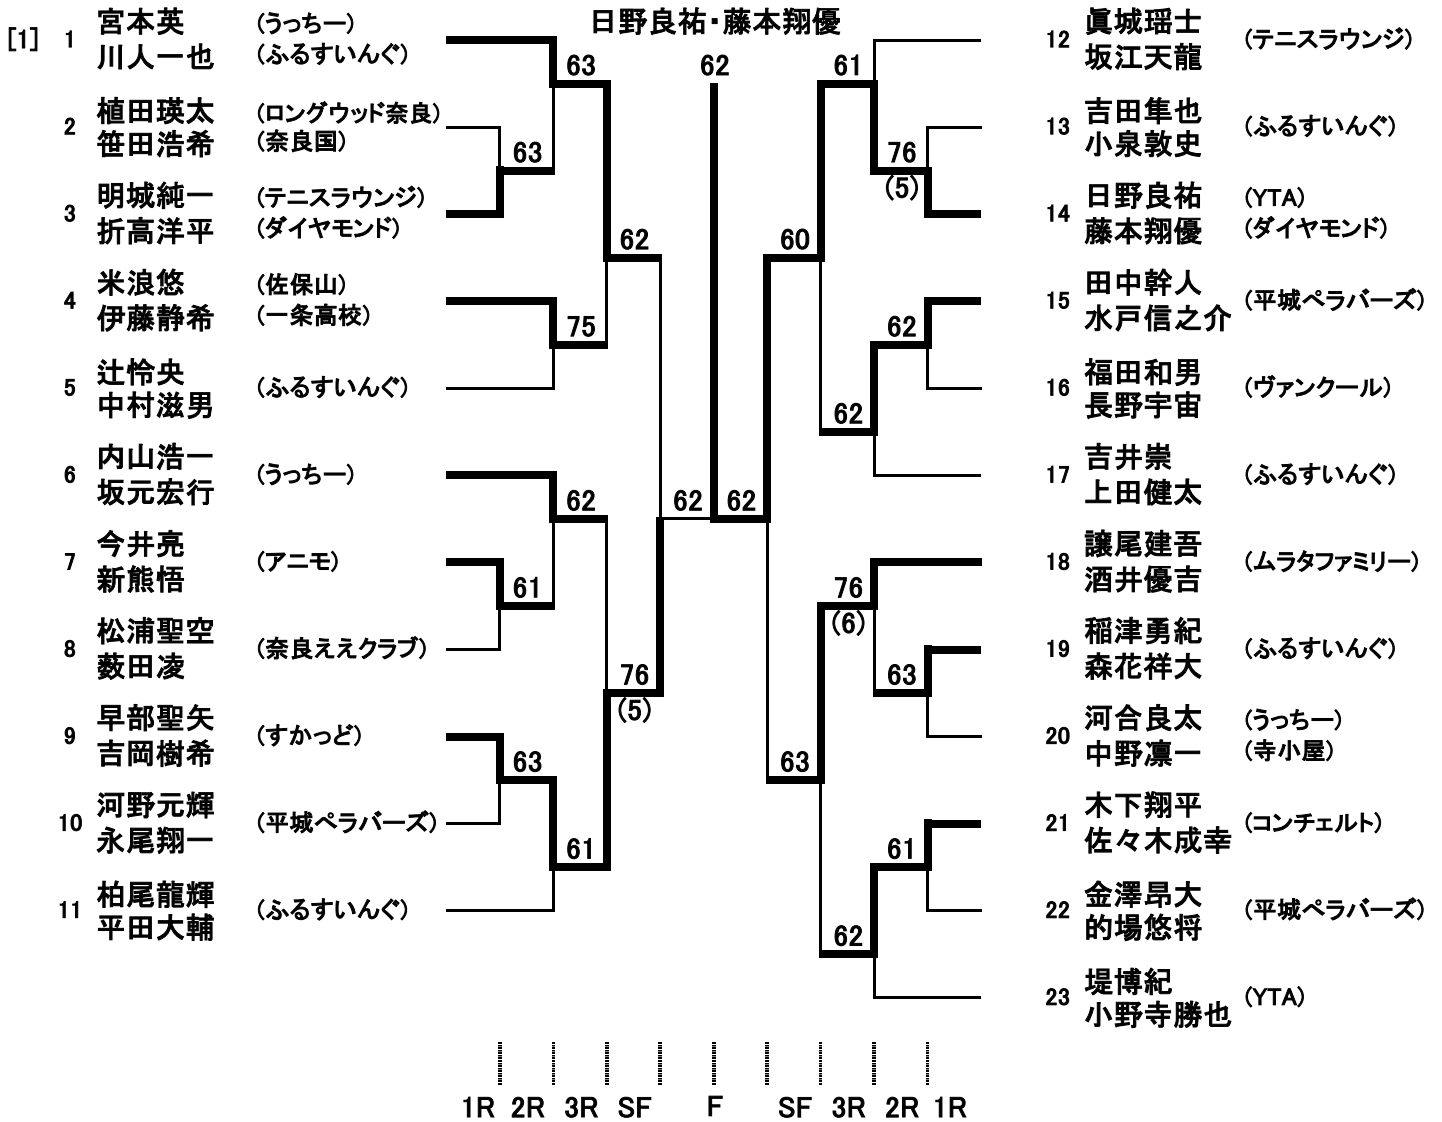 日野良祐・藤本翔優
62
[1] 1 宮本英 (うっちー)
川人一也 (ふるすいんぐ)
2 植田瑛太 (ロングウッド奈良)
笹田浩希 (奈良国)
3 明城純一 (テニスラウンジ)
折高洋平 (ダイヤモンド)
4 米浪悠 (佐保山)
伊藤静希 (一条高校)
5 辻怜央 (ふるすいんぐ)
中村滋男
6 内山浩一 (うっちー)
坂元宏行
7 今井亮 (アニモ)
新熊悟
8 松浦聖空 (奈良ええクラブ)
薮田凌
9 早部聖矢 (すかっど)
吉岡樹希
10 河野元輝 (平城ペラバーズ)
永尾翔一
11 柏尾龍輝 (ふるすいんぐ)
平田大輔
63
63
62
75
62
61
76
(5)
63
61
62
62
12 眞城瑶士 (テニスラウンジ)
坂江天龍
13 吉田隼也 (ふるすいんぐ)
小泉敦史
14 日野良祐 (YTA)
藤本翔優 (ダイヤモンド)
15 田中幹人 (平城ペラバーズ)
水戸信之介
16 福田和男 (ヴァンクール)
長野宇宙
17 吉井崇 (ふるすいんぐ)
上田健太
18 譲尾建吾 (ムラタファミリー)
酒井優吉
19 稲津勇紀 (ふるすいんぐ)
森花祥大
20 河合良太 (うっちー)
中野凛一 (寺小屋)
21 木下翔平 (コンチェルト)
佐々木成幸
22 金澤昂大 (平城ペラバーズ)
的場悠将
23 堤博紀 (YTA)
小野寺勝也
61
76
(5)
60
62
62
76
(6)
63
63
61
62
1R 2R 3R SF F SF 3R 2R 1R